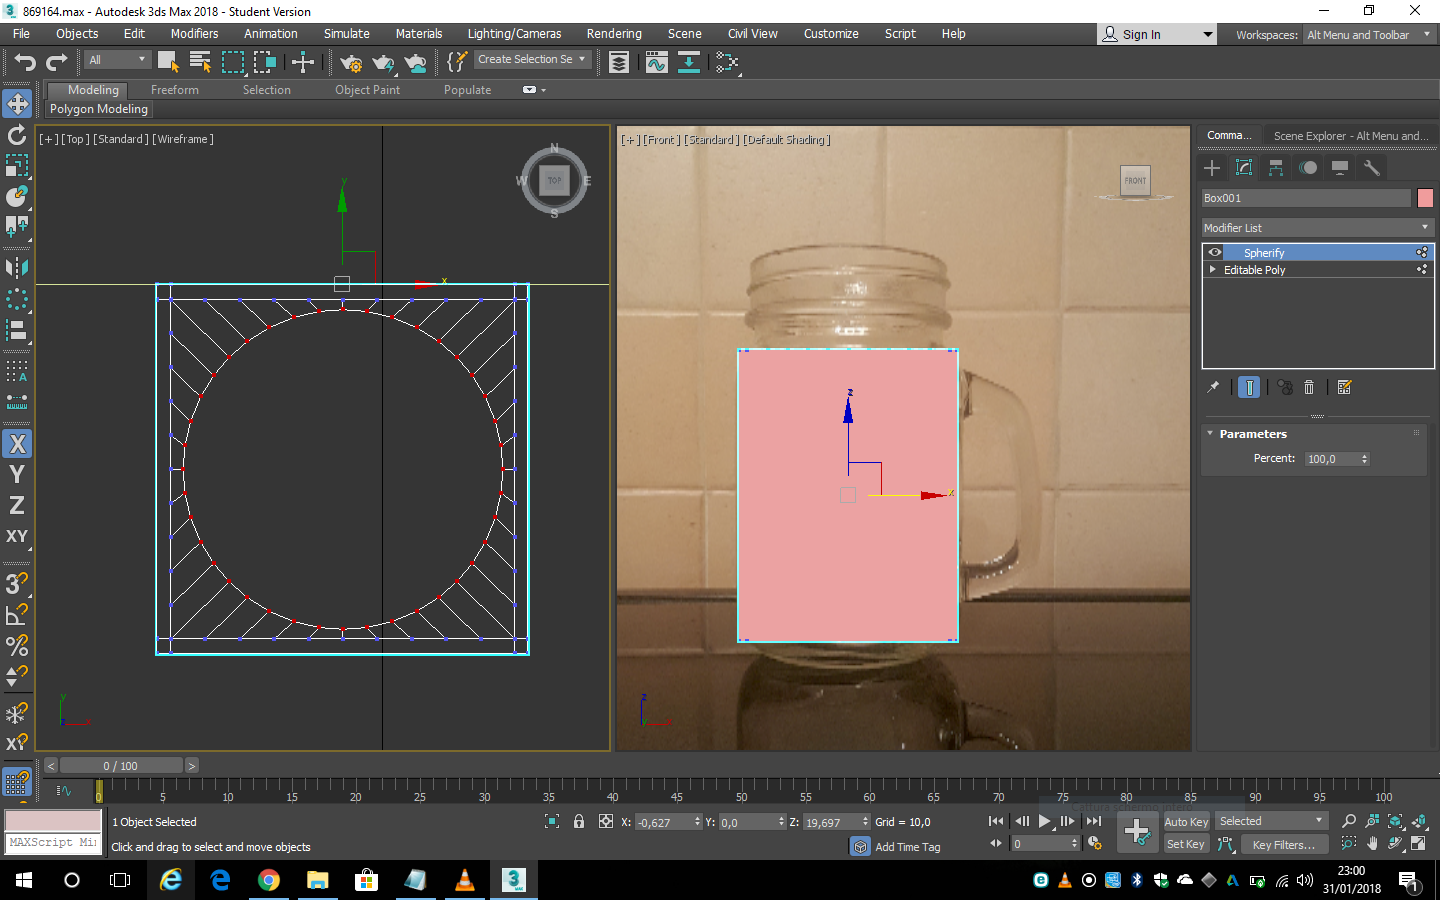 869164.max - Autodesk 3ds Max 2018 - Student Version
File Objects Edit Modifiers Animation Simulate Materials Lighting/Cameras Rendering Scene Civil View Customize Script Help
Sign In
Workspaces: Alt Menu and Toolbar
All
Create Selection Se
Modeling Freeform Selection Object Paint Populate
Polygon Modeling
[+] [Top] [Standard] [Wireframe]
N
W TOP E
S
y
x
[+] [Front] [Standard] [Default Shading]
FRONT
z
x
Comma... Scene Explorer - Alt Menu and...
Box001
Modifier List
Spherify
Editable Poly
Parameters
Percent: 100,0
X
Y
Z
XY
3
%
XY
y
z
z
y
< 0 / 100 >
0 5 10 15 20 25 30 35 40 45 50 55 60 65 70 75 80 85 90 95 100
1 Object Selected
X: -0,627 Y: 0,0 Z: 19,697 Grid = 10,0
Auto Key Selected
MAXScript Mi
Click and drag to select and move objects
Add Time Tag
0
Set Key Key Filters...
3
MAX
23:00
31/01/2018
1